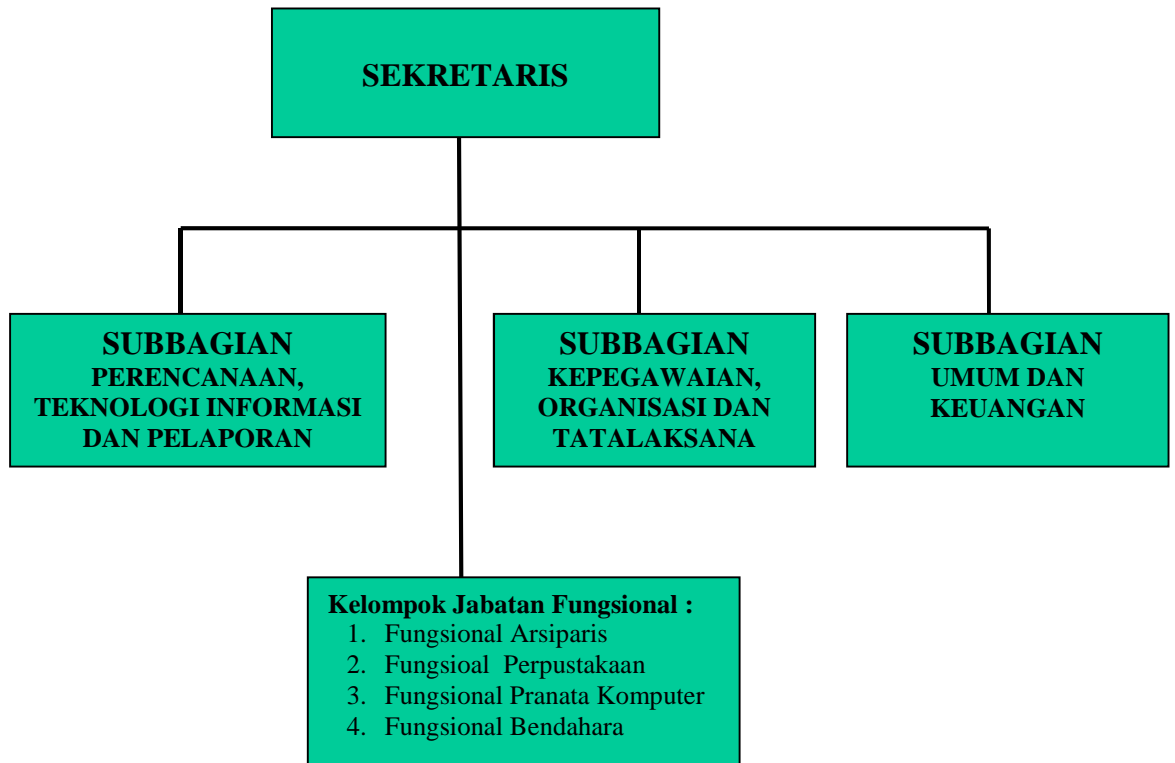 SEKRETARIS
SUBBAGIAN
PERENCANAAN,
TEKNOLOGI INFORMASI
DAN PELAPORAN
SUBBAGIAN
KEPEGAWAIAN,
ORGANISASI DAN
TATALAKSANA
SUBBAGIAN
UMUM DAN
KEUANGAN
Kelompok Jabatan Fungsional :
1. Fungsional Arsiparis
2. Fungsioal Perpustakaan
3. Fungsional Pranata Komputer
4. Fungsional Bendahara